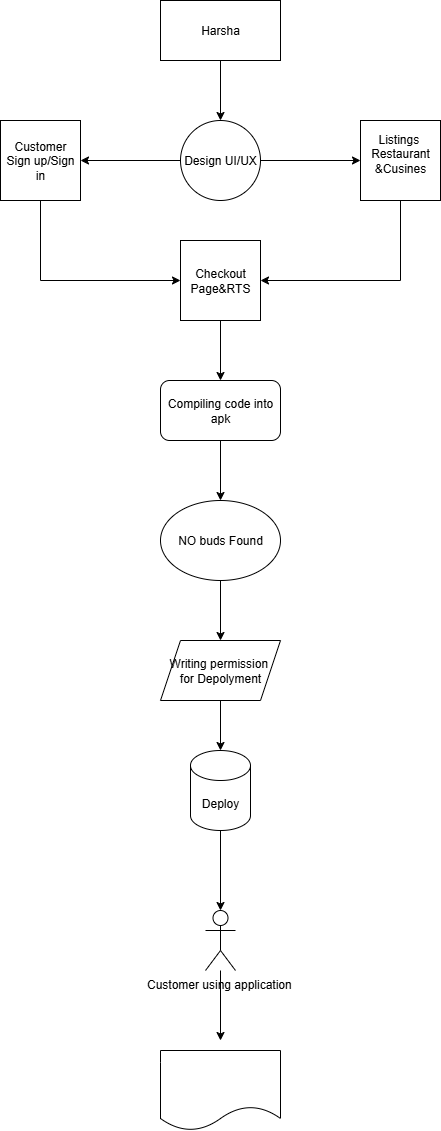 Harsha
Customer
Sign up/Sign
in
Design UI/UX
Listings
Restaurant
&Cusines
Checkout
Page&RTS
Compiling code into
apk
NO buds Found
Writing permission
for Depolyment
Deploy
Customer using application